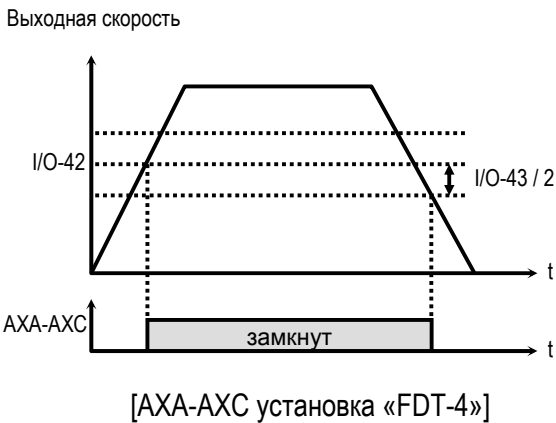 Выходная скорость
I/O-42
I/O-43 / 2
t
AXA-AXC
замкнут
t
[AXA-AXC установка «FDT-4»]